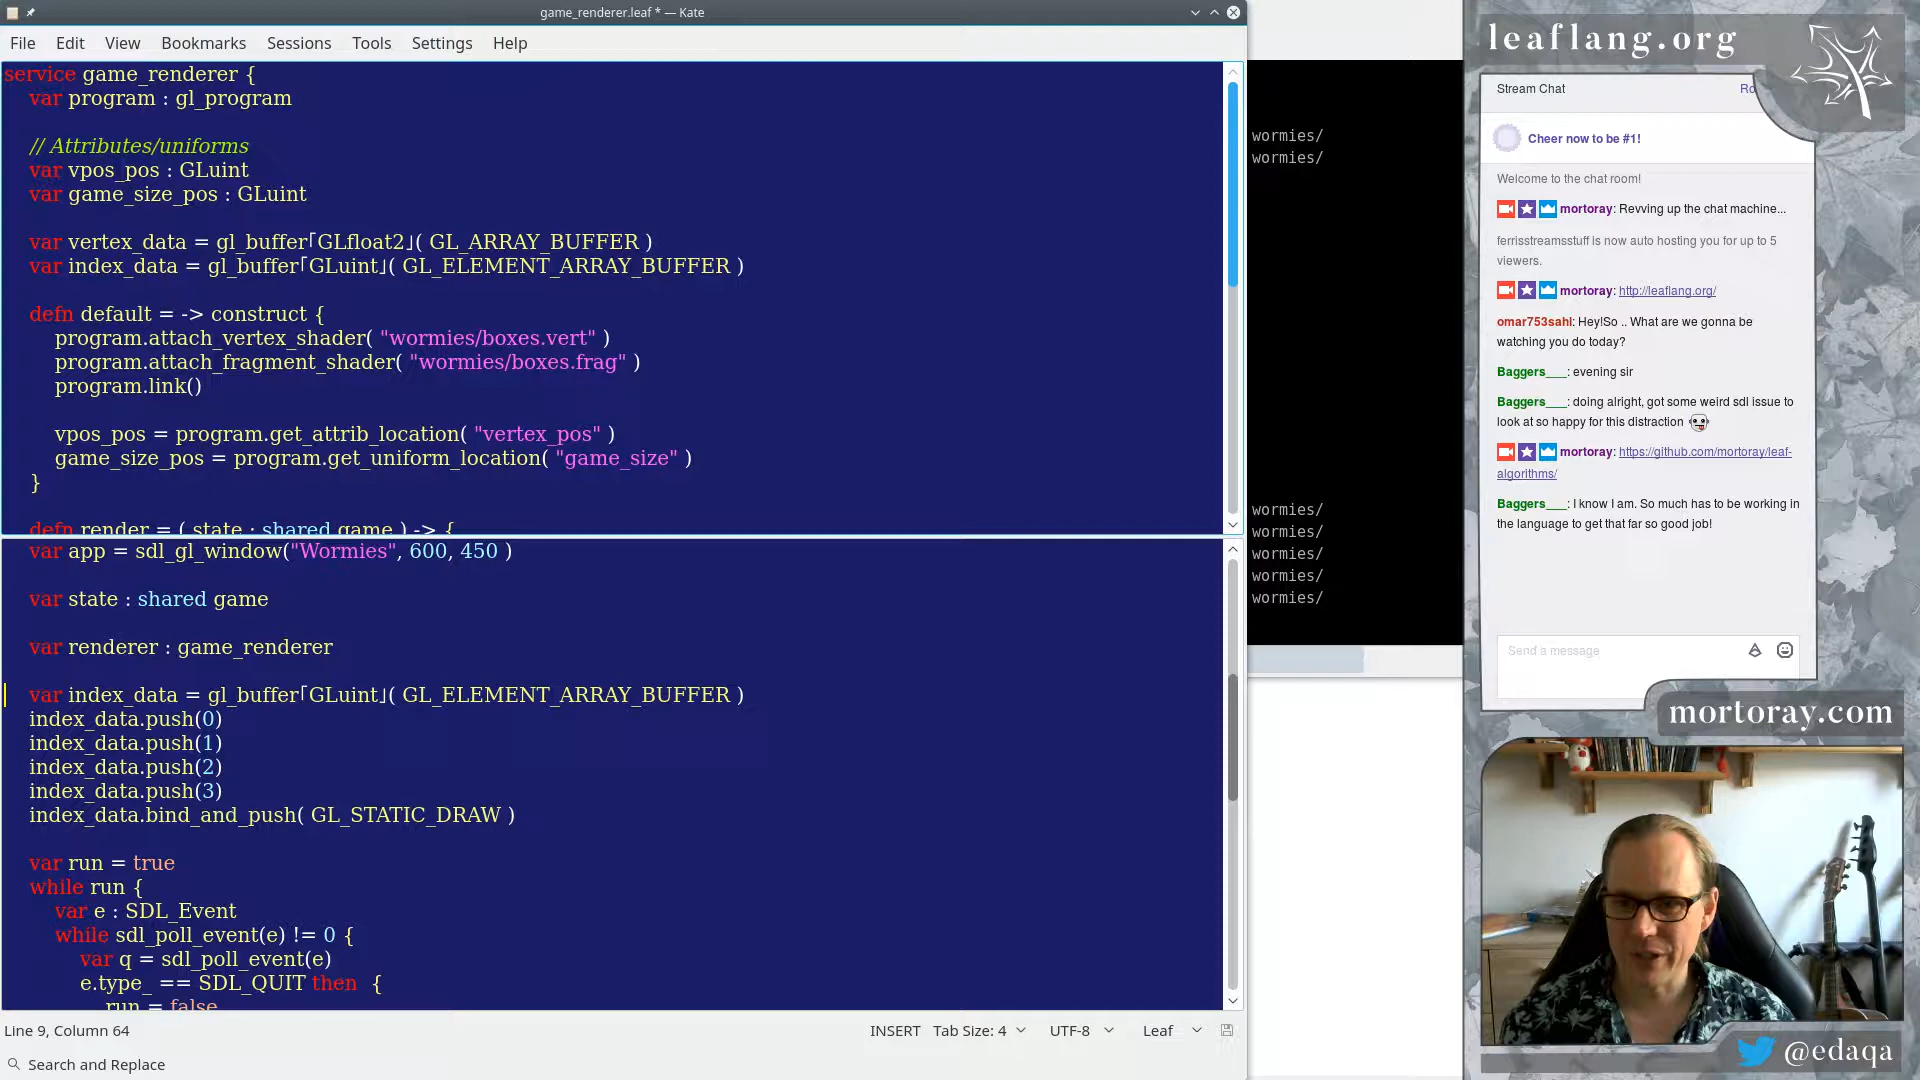 game_renderer.leaf * — Kate
File Edit View Bookmarks Sessions Tools Settings Help
service game_renderer {
var program : gl_program
// Attributes/uniforms
var vpos_pos : GLuint
var game_size_pos : GLuint
var vertex_data = gl_buffer「GLfloat2」( GL_ARRAY_BUFFER )
var index_data = gl_buffer「GLuint」( GL_ELEMENT_ARRAY_BUFFER )
defn default = -> construct {
program.attach_vertex_shader( "wormies/boxes.vert" )
program.attach_fragment_shader( "wormies/boxes.frag" )
program.link()
vpos_pos = program.get_attrib_location( "vertex_pos" )
game_size_pos = program.get_uniform_location( "game_size" )
}
defn render = ( state : shared game ) -> {
var app = sdl_gl_window("Wormies", 600, 450 )
var state : shared game
var renderer : game_renderer
var index_data = gl_buffer「GLuint」( GL_ELEMENT_ARRAY_BUFFER )
index_data.push(0)
index_data.push(1)
index_data.push(2)
index_data.push(3)
index_data.bind_and_push( GL_STATIC_DRAW )
var run = true
while run {
var e : SDL_Event
while sdl_poll_event(e) != 0 {
var q = sdl_poll_event(e)
e.type_ == SDL_QUIT then {
run = false
Line 9, Column 64
INSERT Tab Size: 4 UTF-8 Leaf
Search and Replace
wormies/
wormies/
wormies/
wormies/
wormies/
wormies/
wormies/
leaflang.org
Stream Chat Ro
Cheer now to be #1!
Welcome to the chat room!
mortoray: Revving up the chat machine...
ferrisstreamsstuff is now auto hosting you for up to 5
viewers.
mortoray: http://leaflang.org/
omar753sahi: Hey!So .. What are we gonna be
watching you do today?
Baggers___: evening sir
Baggers___: doing alright, got some weird sdl issue to
look at so happy for this distraction
mortoray: https://github.com/mortoray/leaf-
algorithms/
Baggers___: I know I am. So much has to be working in
the language to get that far so good job!
Send a message
mortoray.com
@edaqa